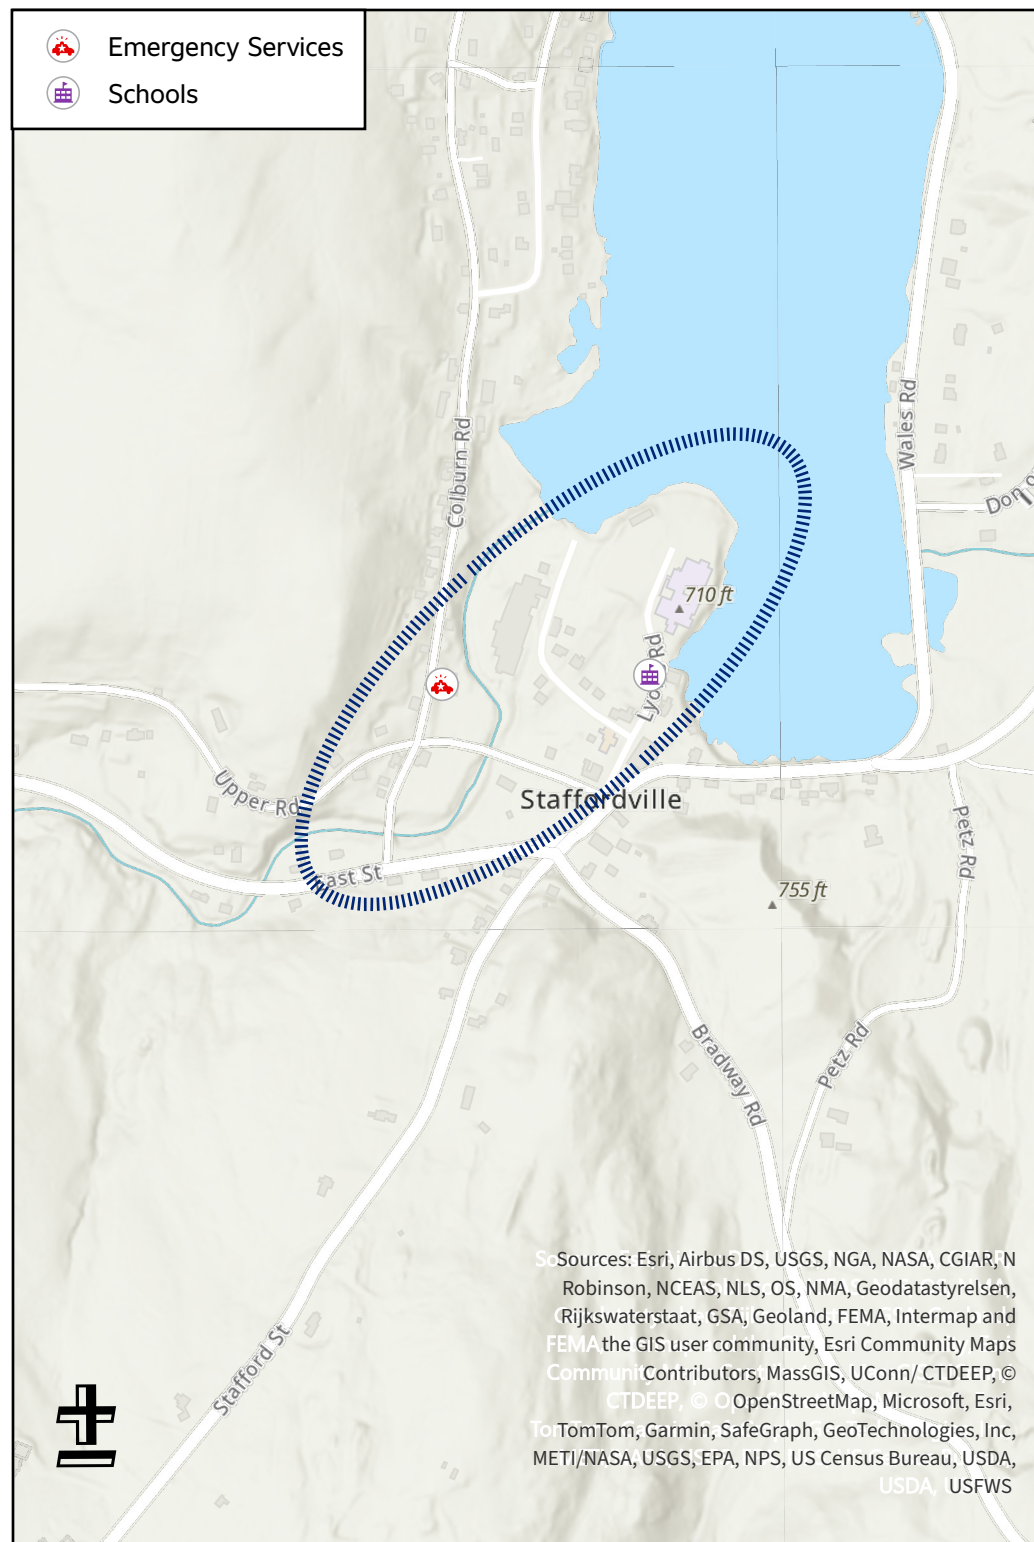 Emergency Services
Schools
Colburn Rd
Wales Rd
710 ft
Upper Rd
Staffordville
East St
Petz Rd
755 ft
Bradway Rd
Petz Rd
Stafford St
Sources: Esri, Airbus DS, USGS, NGA, NASA, CGIAR, N
Robinson, NCEAS, NLS, OS, NMA, Geodatastyrelsen,
Rijkswaterstaat, GSA, Geoland, FEMA, Intermap and
the GIS user community, Esri Community Maps
Contributors, MassGIS, UConn/ CTDEEP, ©
OpenStreetMap, Microsoft, Esri,
TomTom, Garmin, SafeGraph, GeoTechnologies, Inc,
METI/NASA, USGS, EPA, NPS, US Census Bureau, USDA,
USFWS